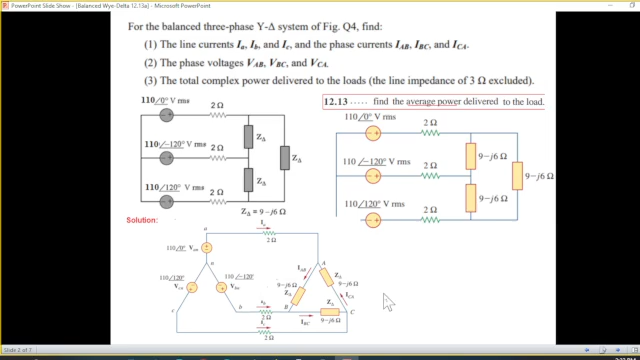 PowerPoint Slide Show - [Balanced Wye-Delta 12.13a] - Microsoft PowerPoint
For the balanced three-phase Y-Δ system of Fig. Q4, find:
(1) The line currents Ia, Ib, and Ic, and the phase currents IAB, IBC, and ICA.
(2) The phase voltages VAB, VBC, and VCA.
(3) The total complex power delivered to the loads (the line impedance of 3 Ω excluded).
110/0° V rms
2 Ω
110/−120° V rms 2 Ω
ZΔ
ZΔ
110/120° V rms 2 Ω
ZΔ
ZΔ = 9 − j6 Ω
12.13 ..... find the average power delivered to the load.
110/0° V rms
2 Ω
9−j6 Ω
110/−120° V rms
2 Ω
9−j6 Ω
9−j6 Ω
110/120° V rms
2 Ω
Solution:
a
Ia
2 Ω
110/0° Van
n
A
110/120°
Vcn
110/−120°
Vbn
IAB
9−j6 Ω
ZΔ
ZΔ
9−j6 Ω
ICA
c
b
2 Ω
B
IBC
ZΔ
9−j6 Ω
C
Ic
2 Ω
Slide 2 of 7